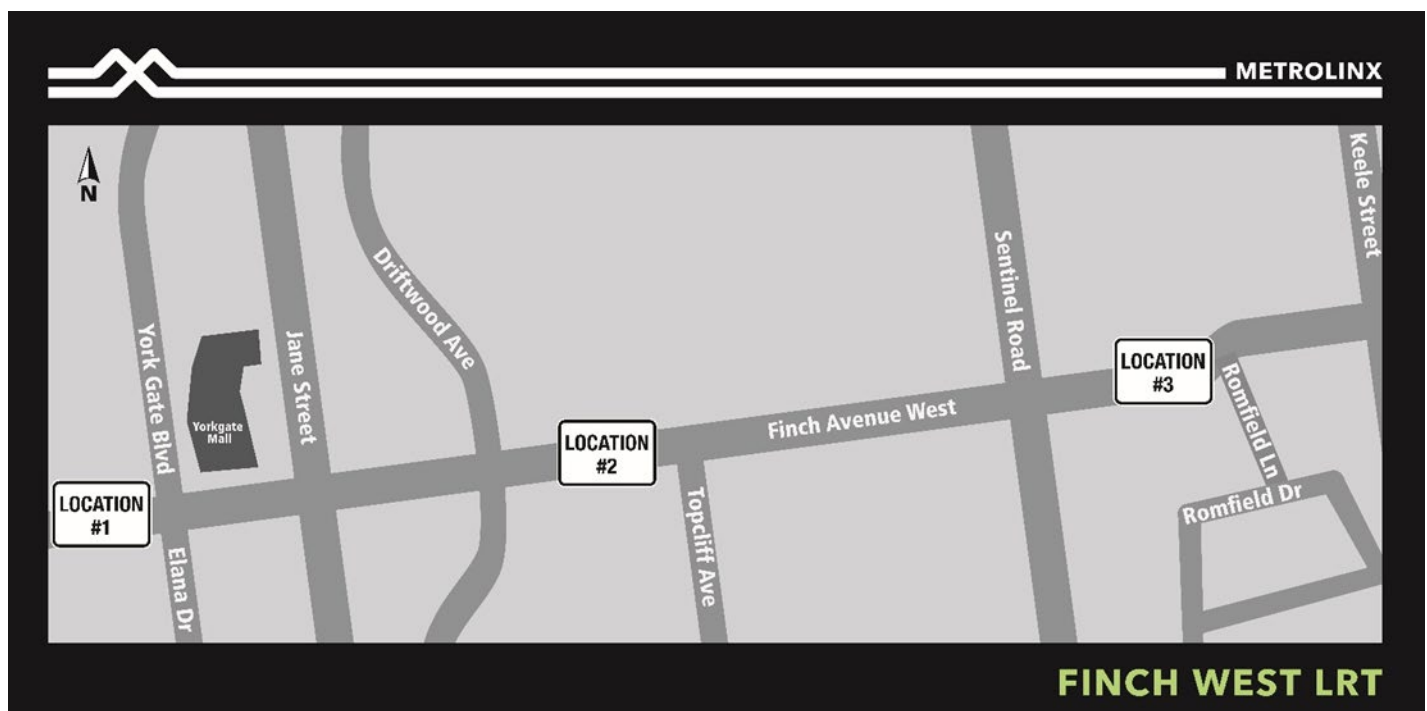 METROLINX
N
York Gate Blvd
Yorkgate
Mall
Jane Street
Driftwood Ave
Sentinel Road
Keele Street
LOCATION
#1
LOCATION
#2
Finch Avenue West
LOCATION
#3
Elana Dr
Topcliff Ave
Romfield Ln
Romfield Dr
FINCH WEST LRT